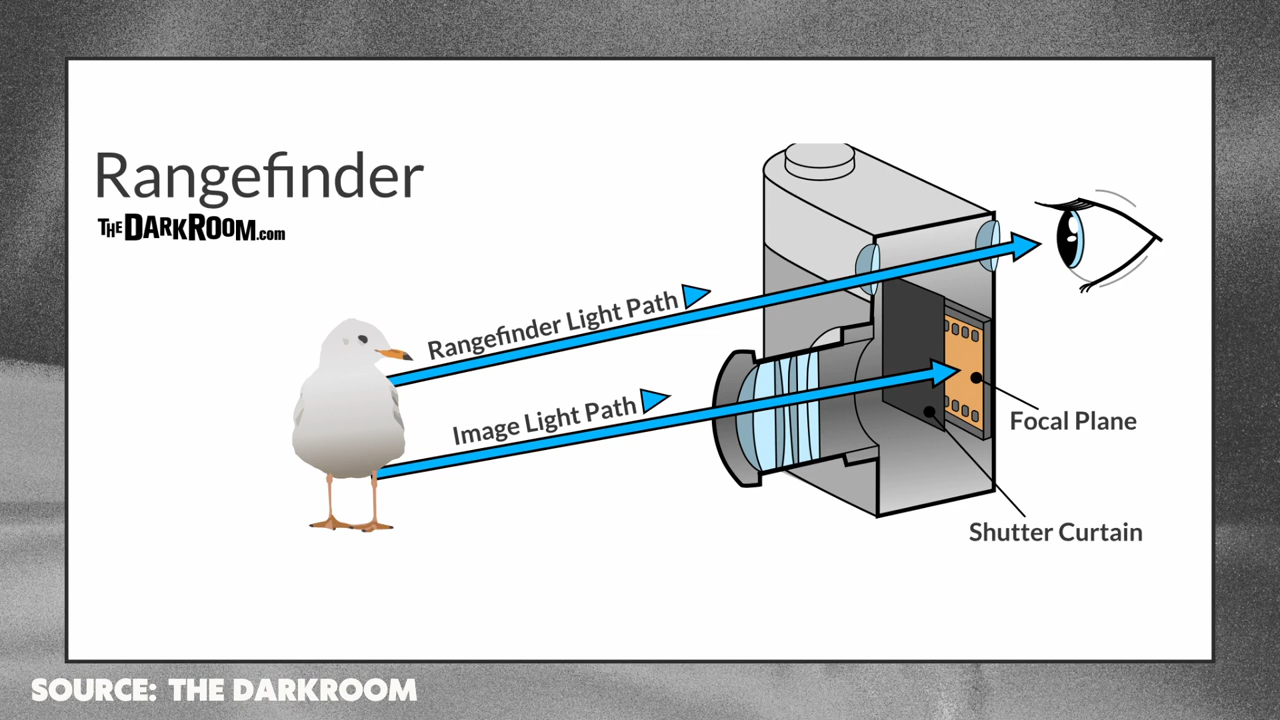 Rangefinder
THE DARKROOM.com
Rangefinder Light Path
Image Light Path
Focal Plane
Shutter Curtain
SOURCE: THE DARKROOM